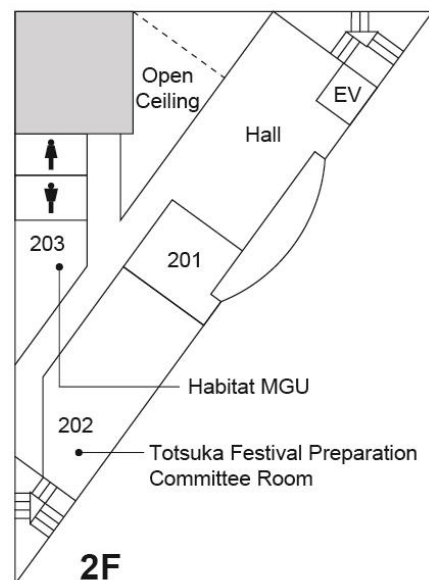 Open
Ceiling
EV
Hall
203
201
Habitat MGU
202
Totsuka Festival Preparation
Committee Room
2F